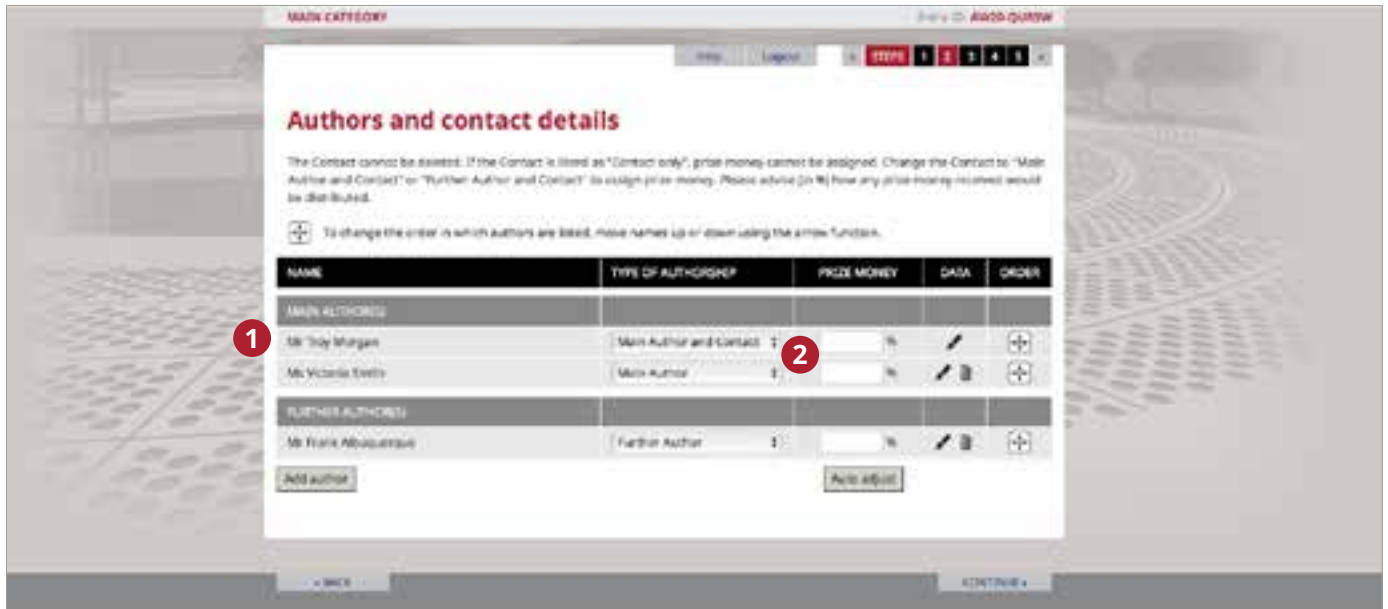 MAIN CATEGORY
Entry ID: AW20-QUROW
Help Logout « STEPS 1 2 3 4 5 »
Authors and contact details
The Contact cannot be deleted. If the Contact is listed as "Contact only", prize money cannot be assigned. Change the Contact to "Main
Author and Contact" or "Further Author and Contact" to assign prize money. Please advise (in %) how any prize money received would
be distributed.
To change the order in which authors are listed, move names up or down using the arrow function.
NAME TYPE OF AUTHORSHIP PRIZE MONEY DATA ORDER
MAIN AUTHOR(S)
1 Mr Troy Morgan Main Author and Contact 2 %
Ms Victoria Smith Main Author %
FURTHER AUTHOR(S)
Mr Frank Albuquerque Further Author %
Add author Auto adjust
« BACK CONTINUE »